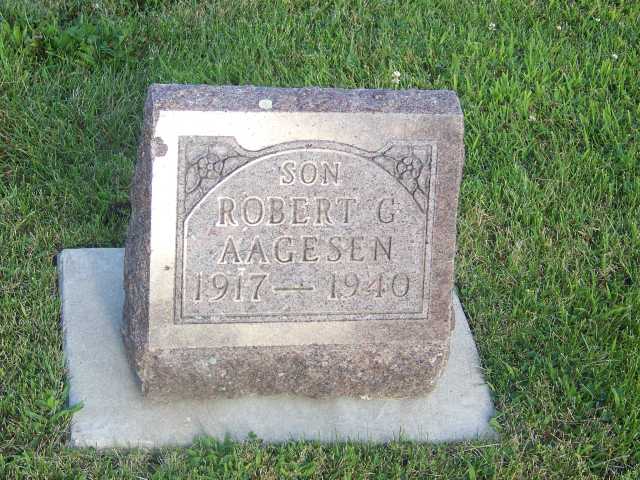 SON
ROBERT G
AAGESEN
1917 — 1940